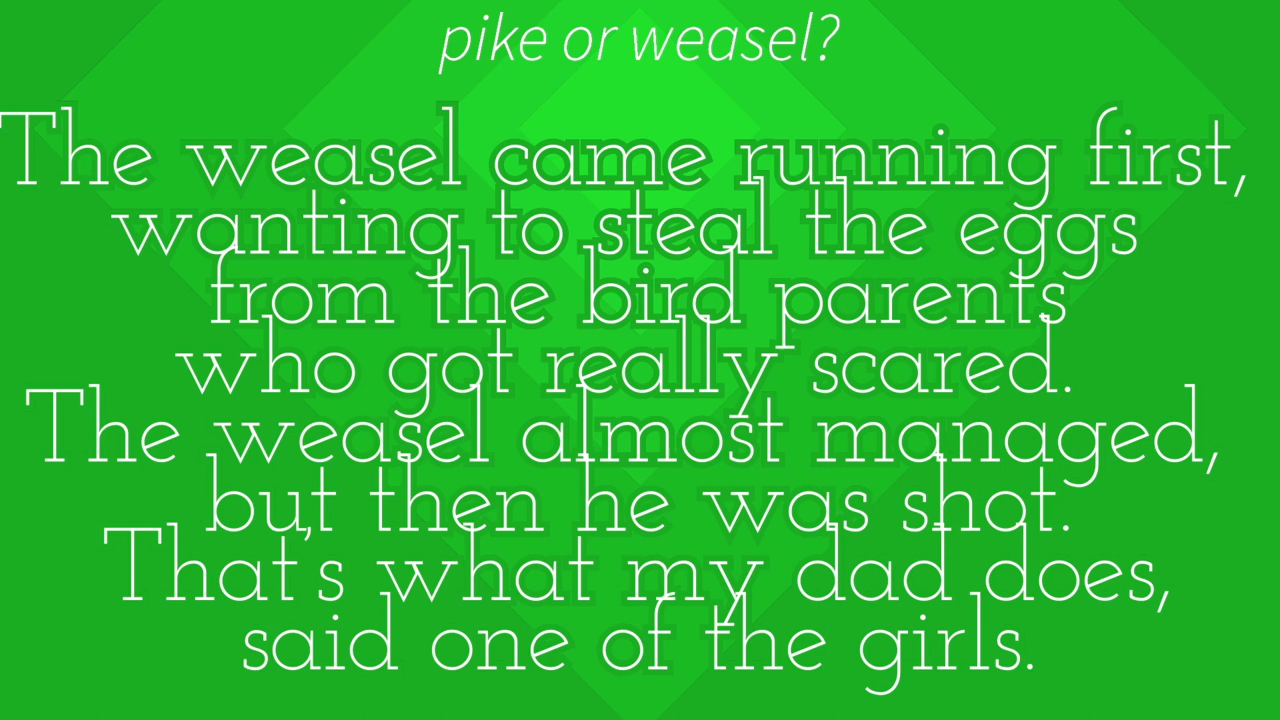 pike or weasel?
The weasel came running first,
wanting to steal the eggs
from the bird parents
who got really scared.
The weasel almost managed,
but then he was shot.
That's what my dad does,
said one of the girls.